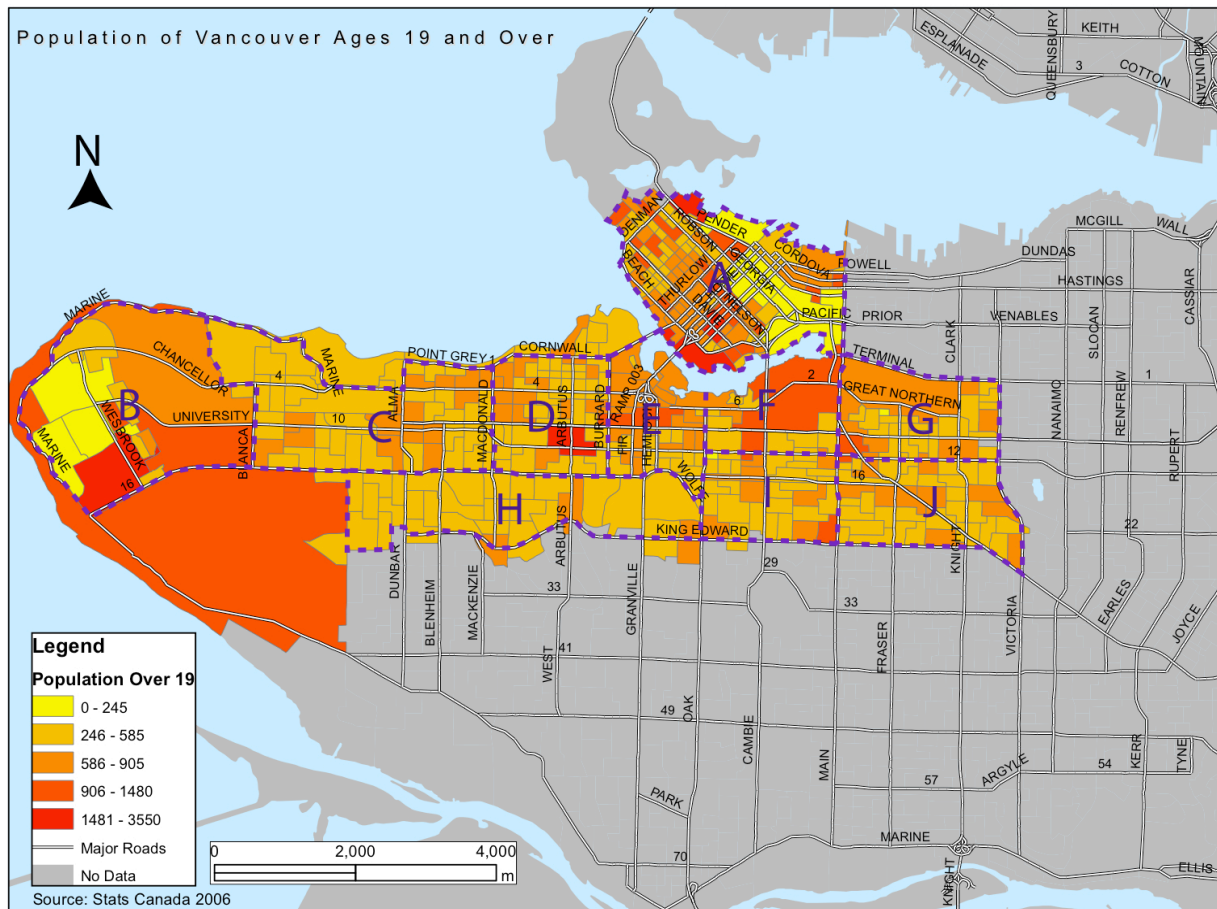 Population of Vancouver Ages 19 and Over
KEITH
ESPLANADE
QUEENSBURY
3
COTTON
MOUNTAIN
N
MCGILL
WALL
DENMAN
ROBSON
PENDER
DUNDAS
CORDOVA
POWELL
BEACH
GEORGIA
HASTINGS
THURLOW
A
CASSIAR
NELSON
DAVIE
MARINE
PACIFIC
PRIOR
VENABLES
CLARK
SLOCAN
CHANCELLOR
MARINE
POINT GREY
CORNWALL
TERMINAL
4
4
RAMP 003
2
1
GREAT NORTHERN
ALMA
MACDONALD
ARBUTUS
BURRARD
6
NANAIMO
RENFREW
B
UNIVERSITY
10
C
D
E
F
G
WESBROOK
FIR
HEMLOCK
12
RUPERT
MARINE
BLANCA
16
WOLFE
16
H
I
J
ARBUTUS
KING EDWARD
22
KNIGHT
DUNBAR
BLENHEIM
MACKENZIE
33
GRANVILLE
29
33
VICTORIA
EARLES
JOYCE
WEST
41
FRASER
Legend
Population Over 19
0 - 245
246 - 585
586 - 905
906 - 1480
1481 - 3550
Major Roads
No Data
49
OAK
CAMBIE
MAIN
KERR
TYNE
57
ARGYLE
54
PARK
MARINE
0
2,000
4,000
m
70
KNIGHT
ELLIS
Source: Stats Canada 2006